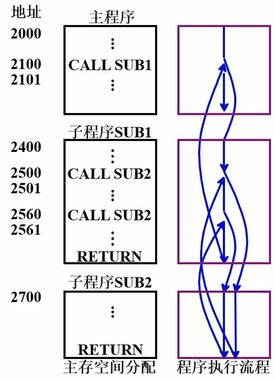 地址 主程序
2000
⋮
2100 CALL SUB1
2101
⋮
子程序SUB1
2400
⋮
2500 CALL SUB2
2501
⋮
2560 CALL SUB2
2561
⋮
RETURN
子程序SUB2
2700
⋮
RETURN
主存空间分配 程序执行流程